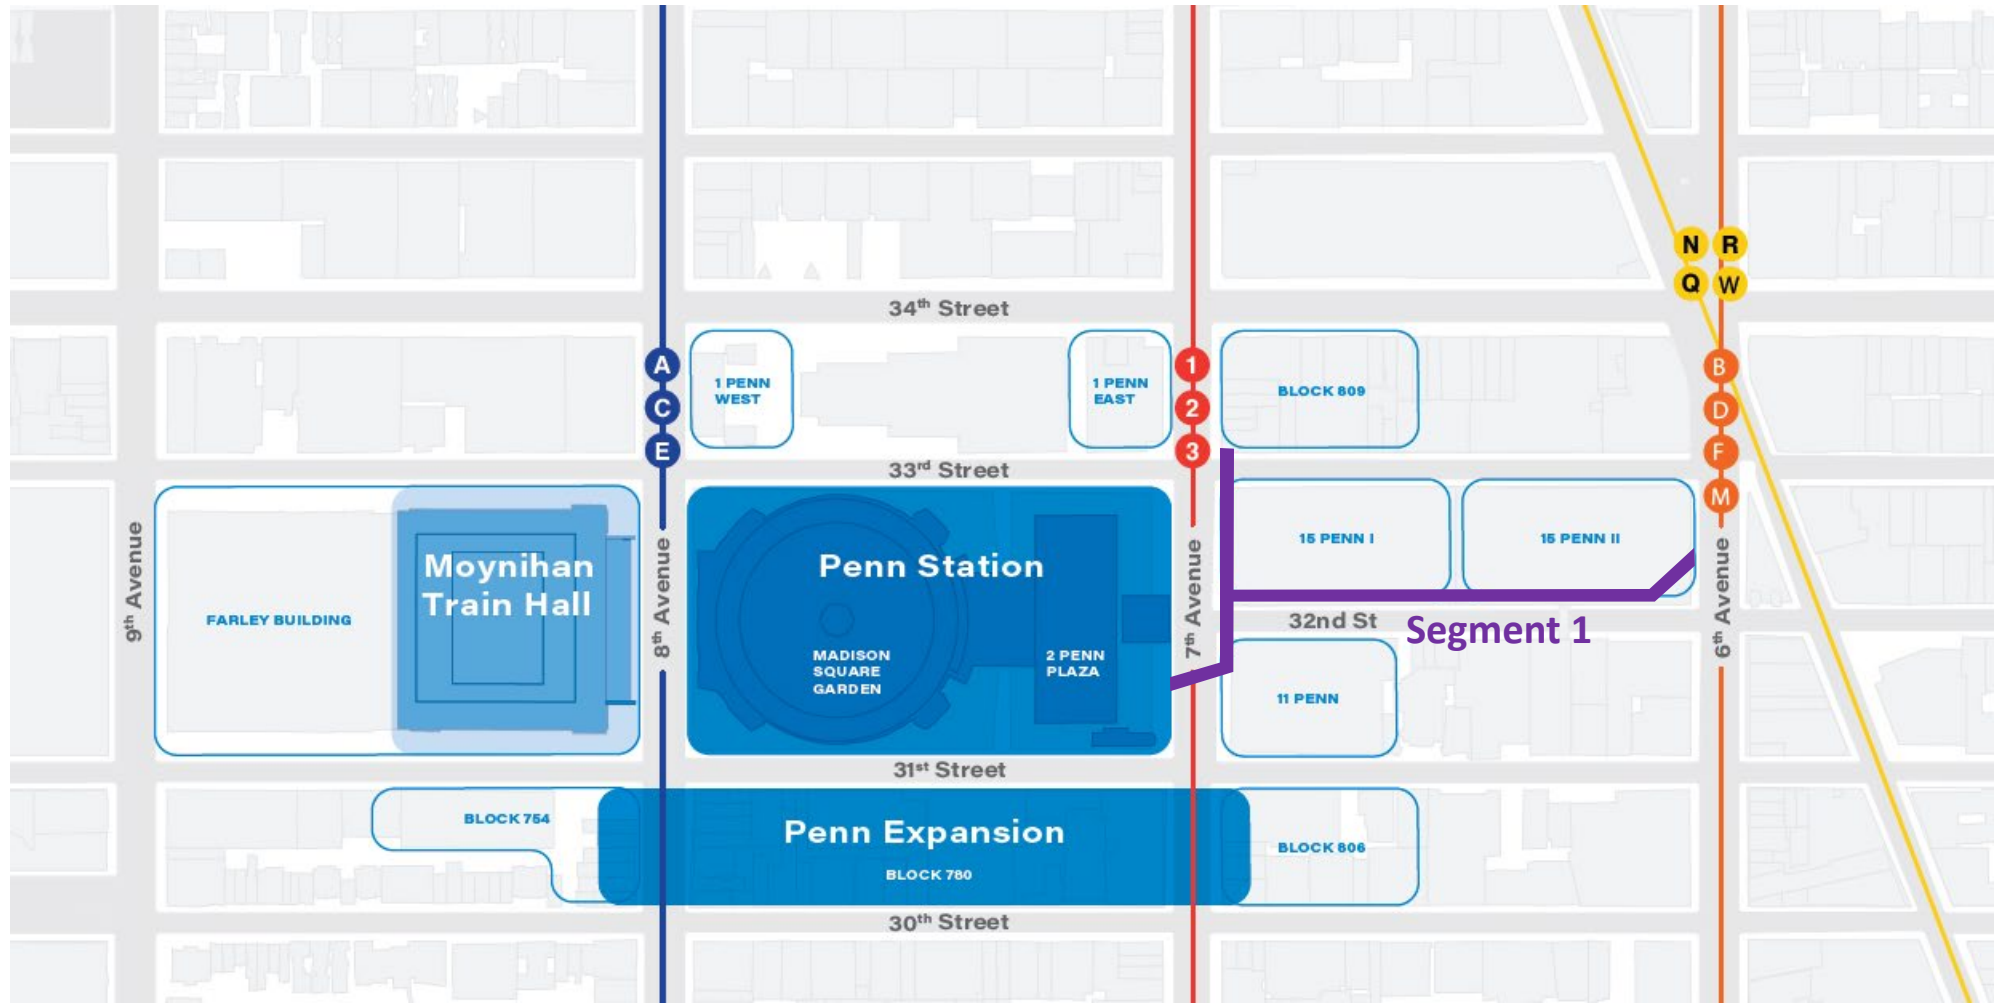 N R
Q W
34th Street
A
C
E
1 PENN
WEST
1 PENN
EAST
1
2
3
BLOCK 809
B
D
F
M
33rd Street
9th Avenue
FARLEY BUILDING
Moynihan
Train Hall
8th Avenue
Penn Station
MADISON
SQUARE
GARDEN
2 PENN
PLAZA
7th Avenue
15 PENN I
15 PENN II
32nd St
Segment 1
6th Avenue
11 PENN
31st Street
BLOCK 754
Penn Expansion
BLOCK 780
BLOCK 806
30th Street